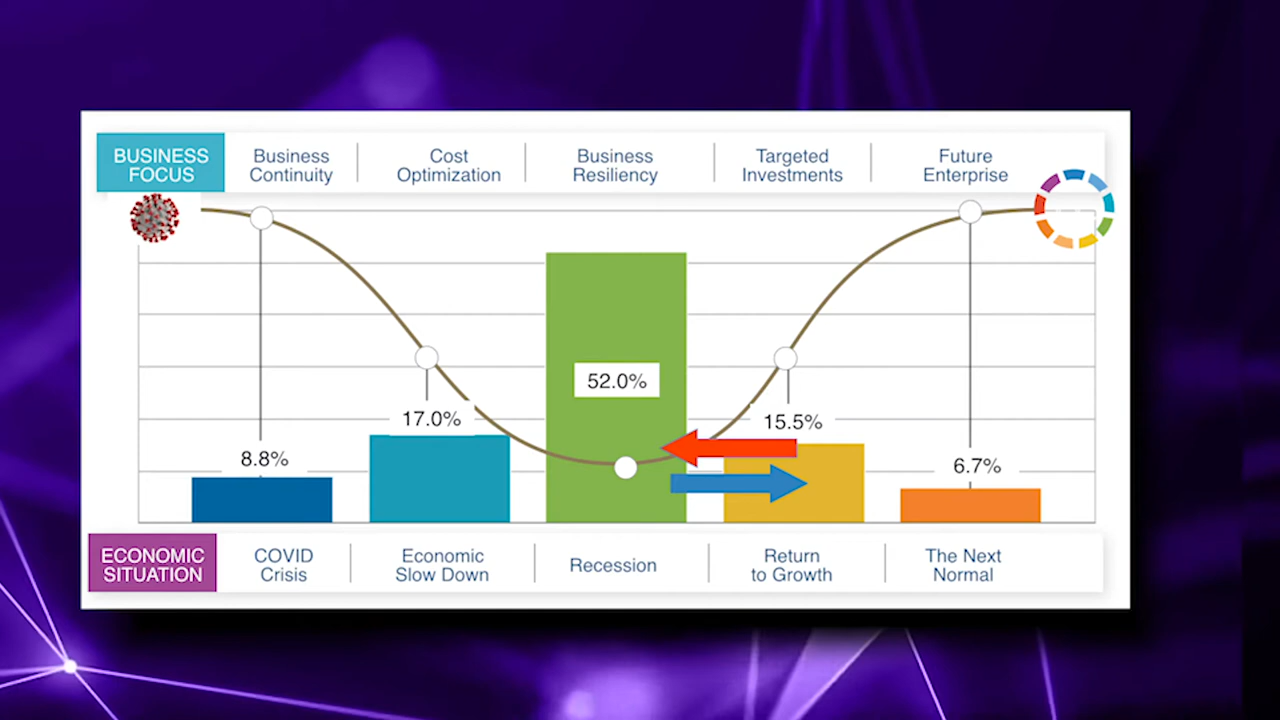 BUSINESS
FOCUS
Business
Continuity
Cost
Optimization
Business
Resiliency
Targeted
Investments
Future
Enterprise
52.0%
17.0%
15.5%
8.8%
6.7%
ECONOMIC
SITUATION
COVID
Crisis
Economic
Slow Down
Recession
Return
to Growth
The Next
Normal